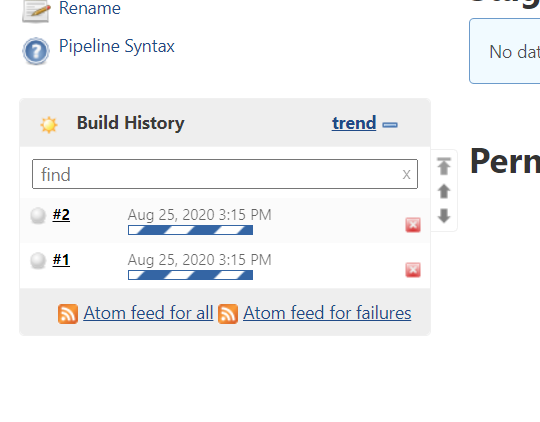 Rename
Pipeline Syntax
No dat
Perm
Build History trend
find x
#2 Aug 25, 2020 3:15 PM
#1 Aug 25, 2020 3:15 PM
Atom feed for all Atom feed for failures